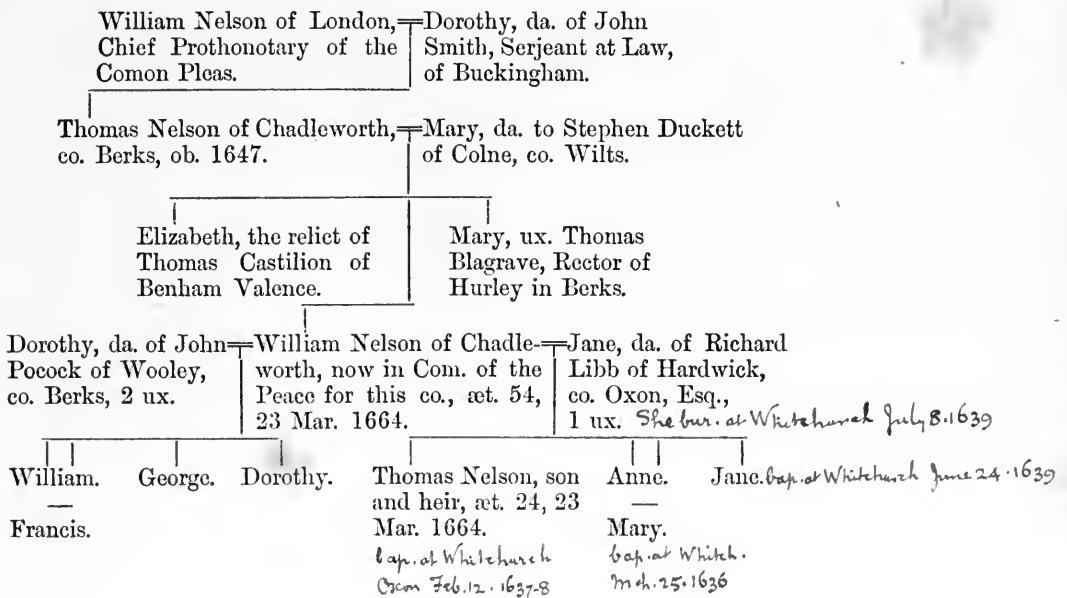 William Nelson of London,
Chief Prothonotary of the
Comon Pleas.
Dorothy, da. of John
Smith, Serjeant at Law,
of Buckingham.
Thomas Nelson of Chadleworth,
co. Berks, ob. 1647.
Mary, da. to Stephen Duckett
of Colne, co. Wilts.
Elizabeth, the relict of
Thomas Castilion of
Benham Valence.
Mary, ux. Thomas
Blagrave, Rector of
Hurley in Berks.
Dorothy, da. of John
Pocock of Wooley,
co. Berks, 2 ux.
William Nelson of Chadle-
worth, now in Com. of the
Peace for this co., æt. 54,
23 Mar. 1664.
Jane, da. of Richard
Libb of Hardwick,
co. Oxon, Esq.,
1 ux. She bur. at Whitchurch July 8. 1639
William.
—
Francis.
George.
Dorothy.
Thomas Nelson, son
and heir, æt. 24, 23
Mar. 1664.
bap. at Whitchurch
Oxon Feb. 12. 1637-8
Anne.
—
Mary.
bap. at Whitch.
Mch. 25. 1636
Jane. bap. at Whitchurch June 24. 1639